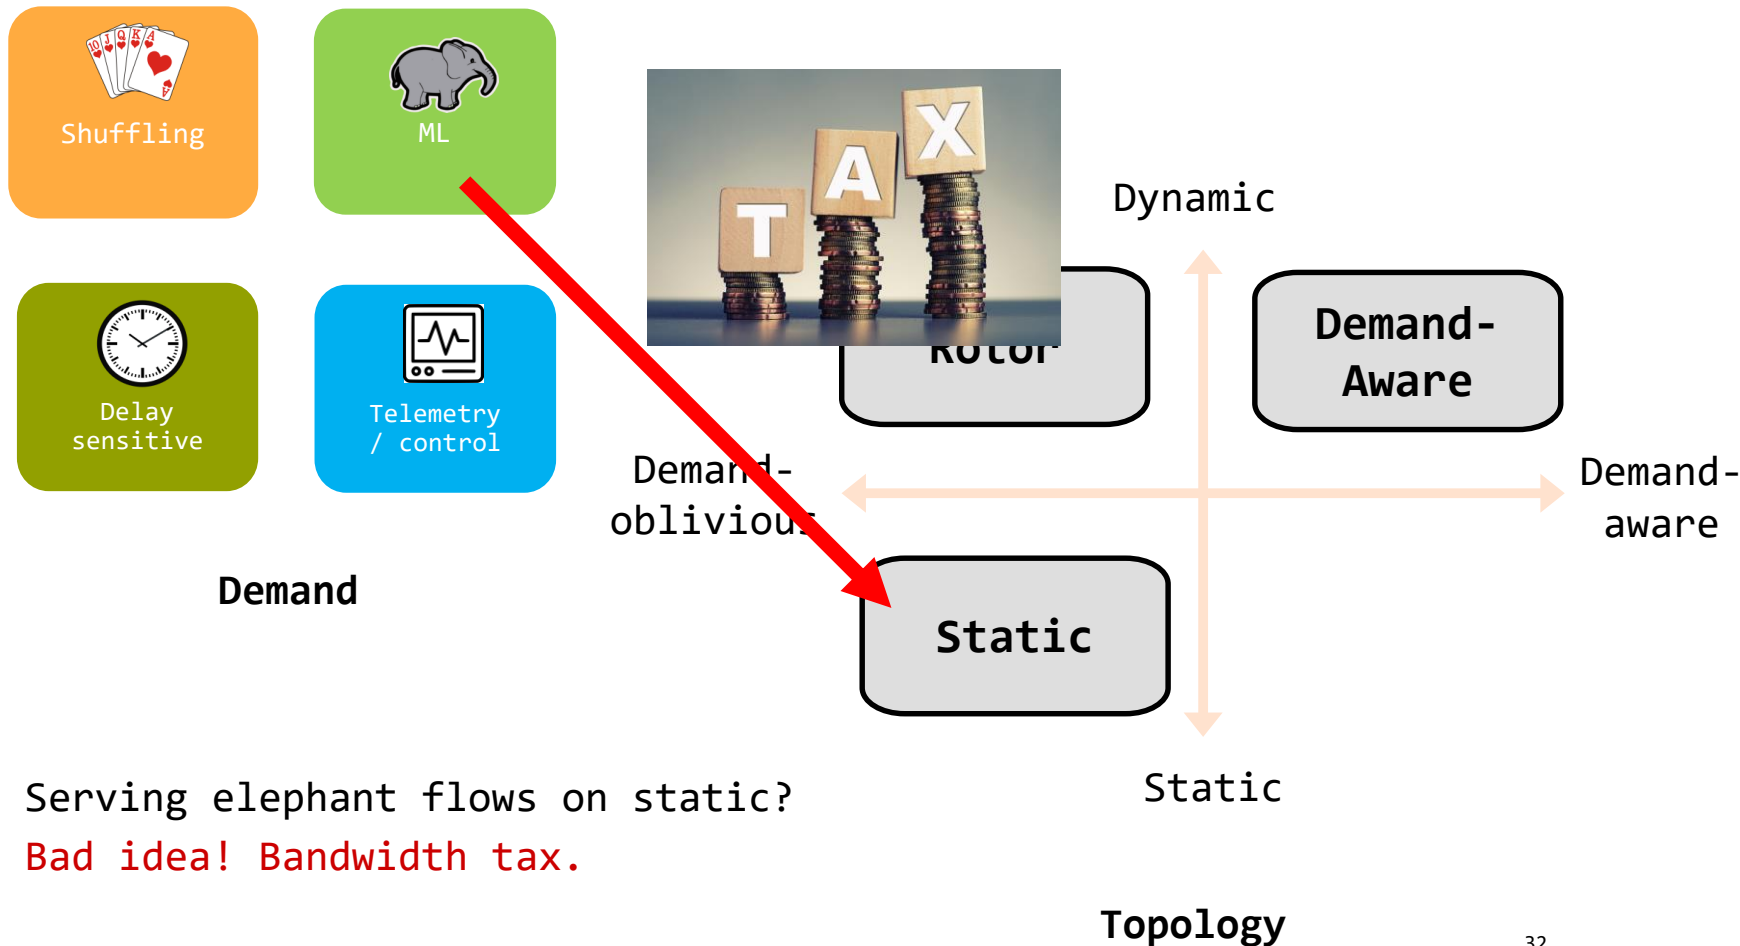 Shuffling
ML
T A X
Dynamic
Rotor
Demand-
Aware
Delay
sensitive
Telemetry
/ control
Demand-
oblivious
Demand-
aware
Demand
Static
Serving elephant flows on static?
Bad idea! Bandwidth tax.
Static
Topology
32